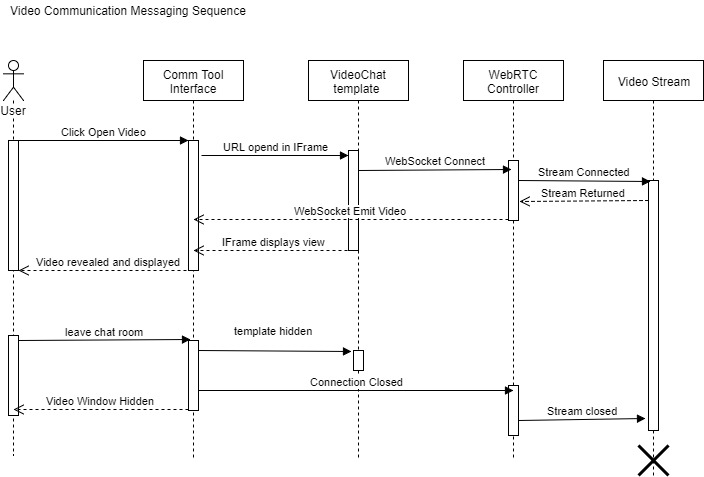 Video Communication Messaging Sequence
Comm Tool
Interface
VideoChat
template
WebRTC
Controller
Video Stream
User
Click Open Video
URL opend in IFrame
WebSocket Connect
Stream Connected
Stream Returned
WebSocket Emit Video
IFrame displays view
Video revealed and displayed
leave chat room
template hidden
Connection Closed
Video Window Hidden
Stream closed